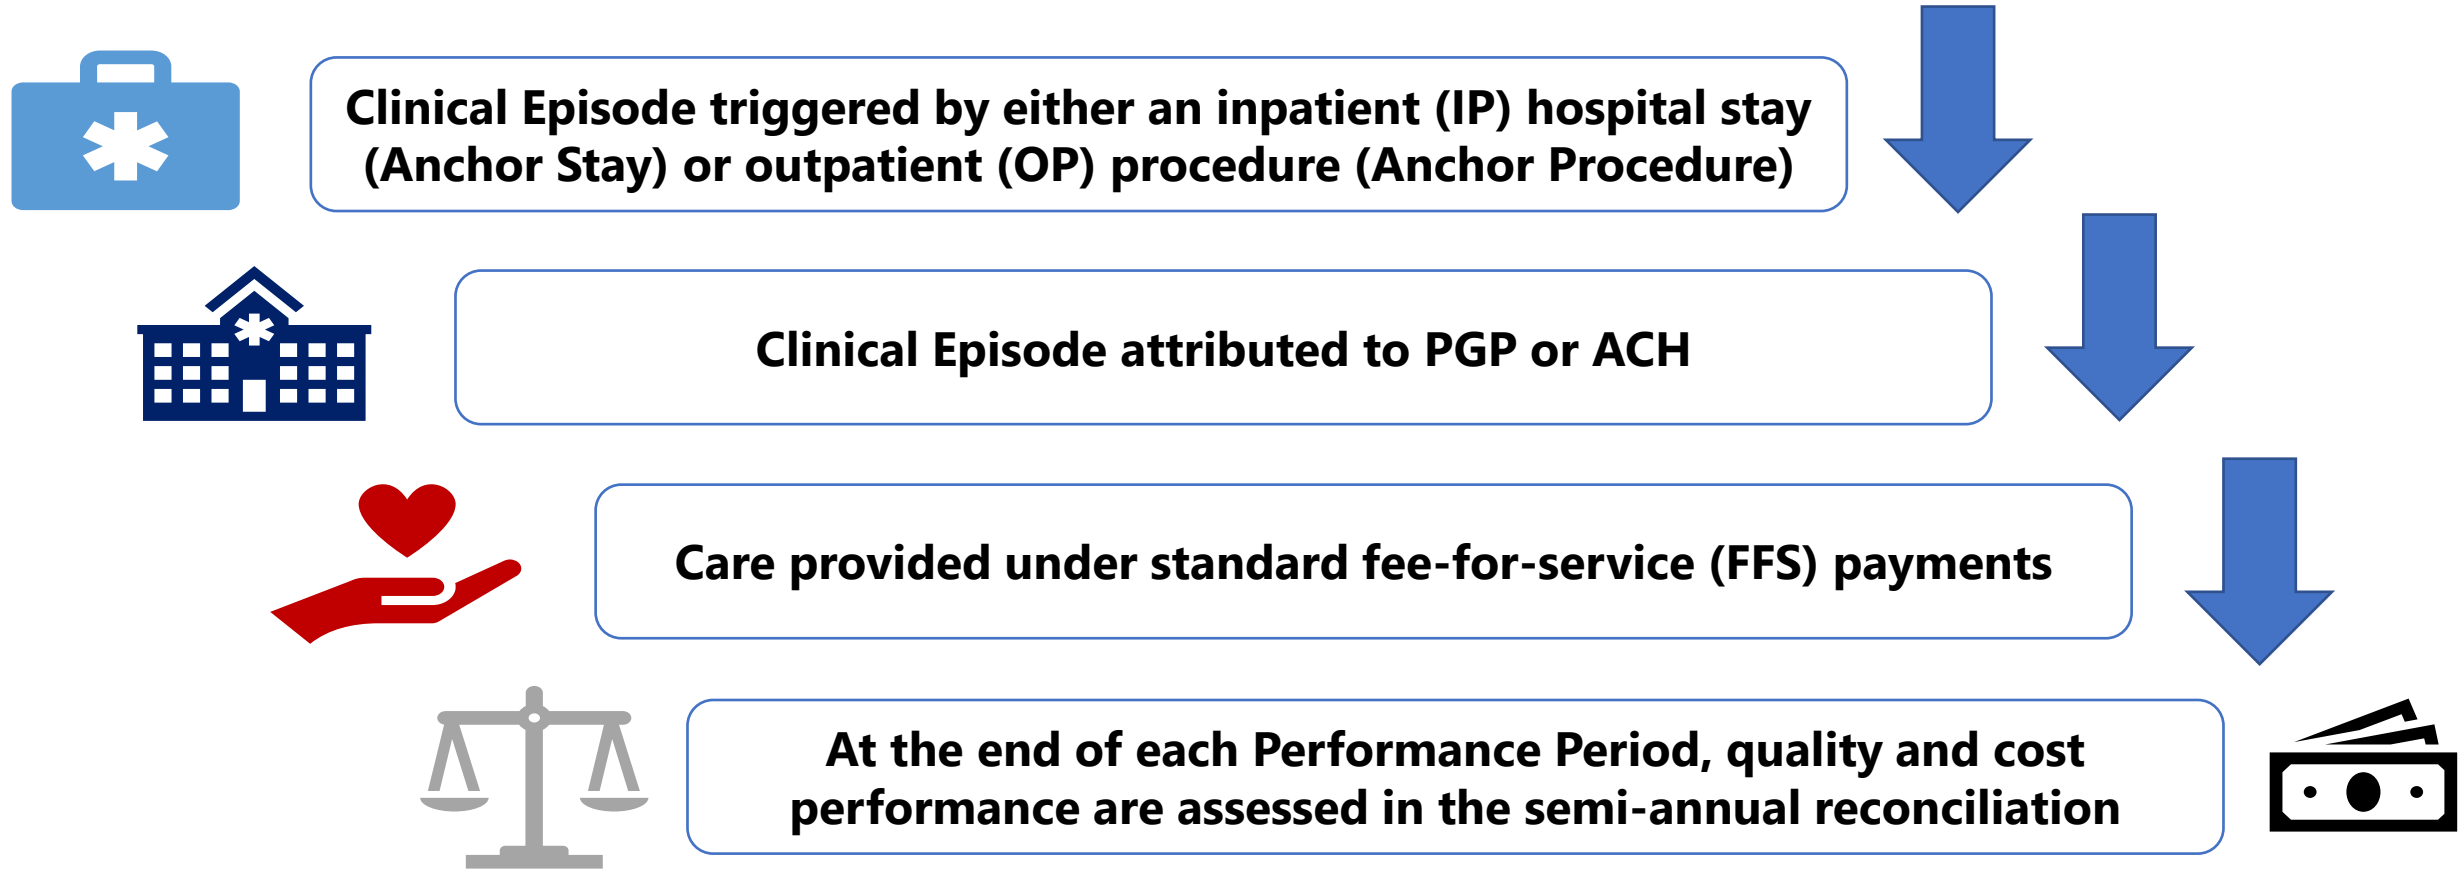 Clinical Episode triggered by either an inpatient (IP) hospital stay
(Anchor Stay) or outpatient (OP) procedure (Anchor Procedure)
Clinical Episode attributed to PGP or ACH
Care provided under standard fee-for-service (FFS) payments
At the end of each Performance Period, quality and cost
performance are assessed in the semi-annual reconciliation